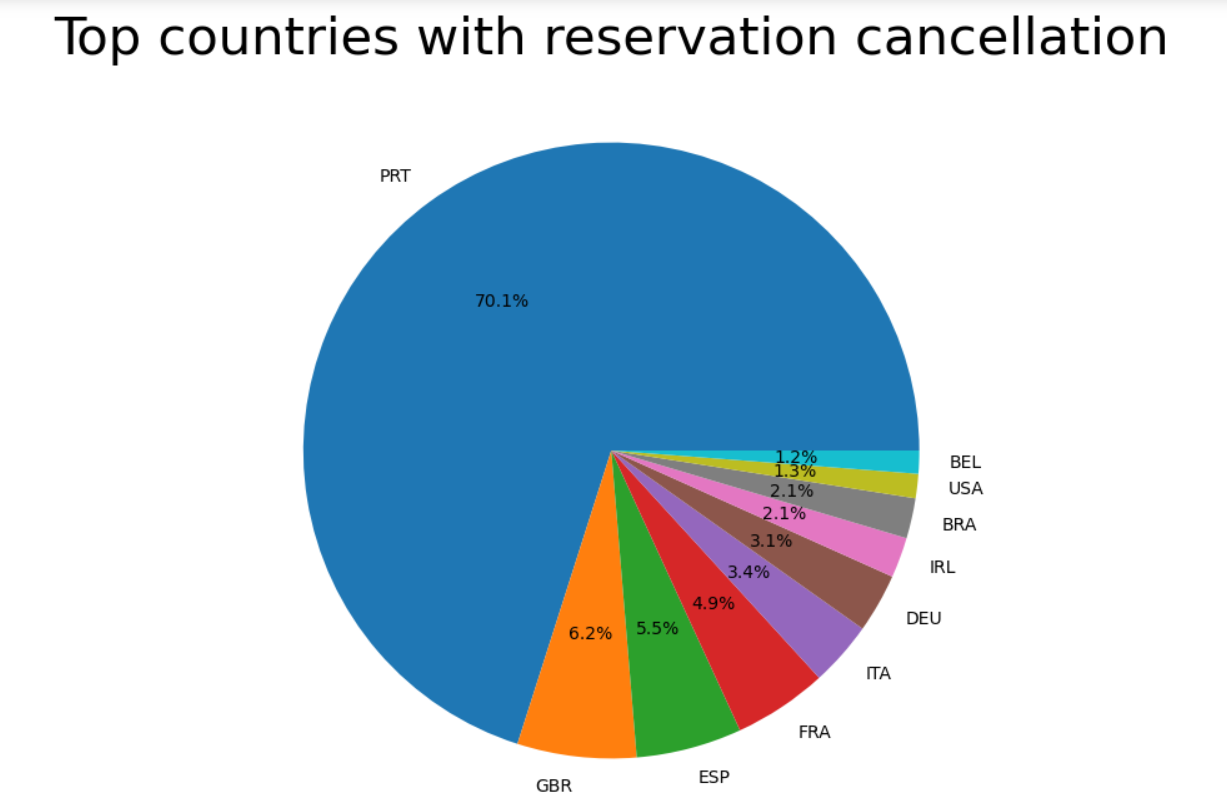 Top countries with reservation cancellation
PRT
70.1%
GBR
6.2%
ESP
5.5%
FRA
4.9%
ITA
3.4%
DEU
3.1%
IRL
2.1%
BRA
2.1%
USA
1.3%
BEL
1.2%